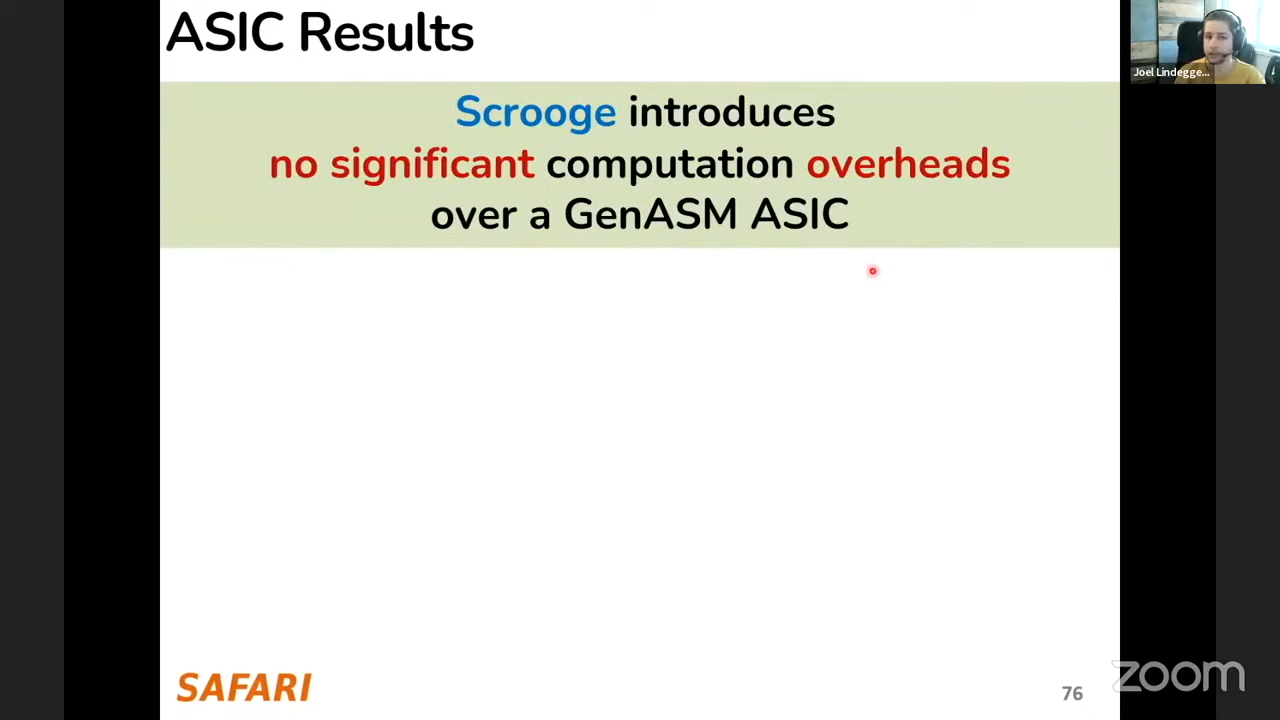 ASIC Results
Joel Lindegge...
Scrooge introduces
no significant computation overheads
over a GenASM ASIC
SAFARI
76
zoom